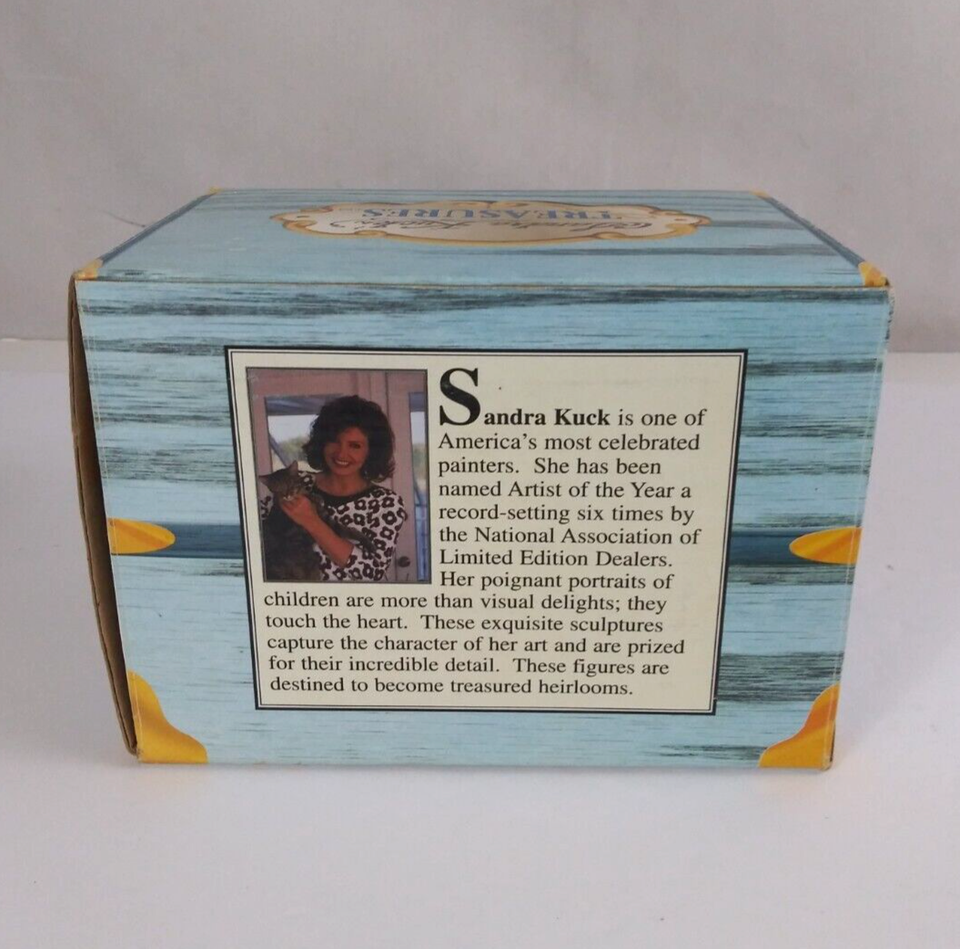 Sandra Kuck's
TREASURES
Sandra Kuck is one of
America's most celebrated
painters. She has been
named Artist of the Year a
record-setting six times by
the National Association of
Limited Edition Dealers.
Her poignant portraits of
children are more than visual delights; they
touch the heart. These exquisite sculptures
capture the character of her art and are prized
for their incredible detail. These figures are
destined to become treasured heirlooms.